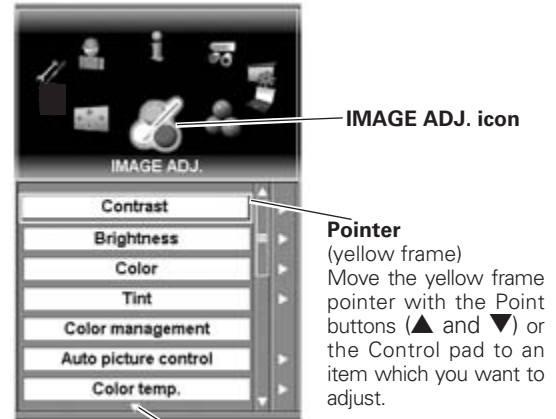 IMAGE ADJ. icon
IMAGE ADJ.
Contrast
Brightness
Color
Tint
Color management
Auto picture control
Color temp.
Pointer
(yellow frame)
Move the yellow frame
pointer with the Point
buttons (▲ and ▼) or
the Control pad to an
item which you want to
adjust.